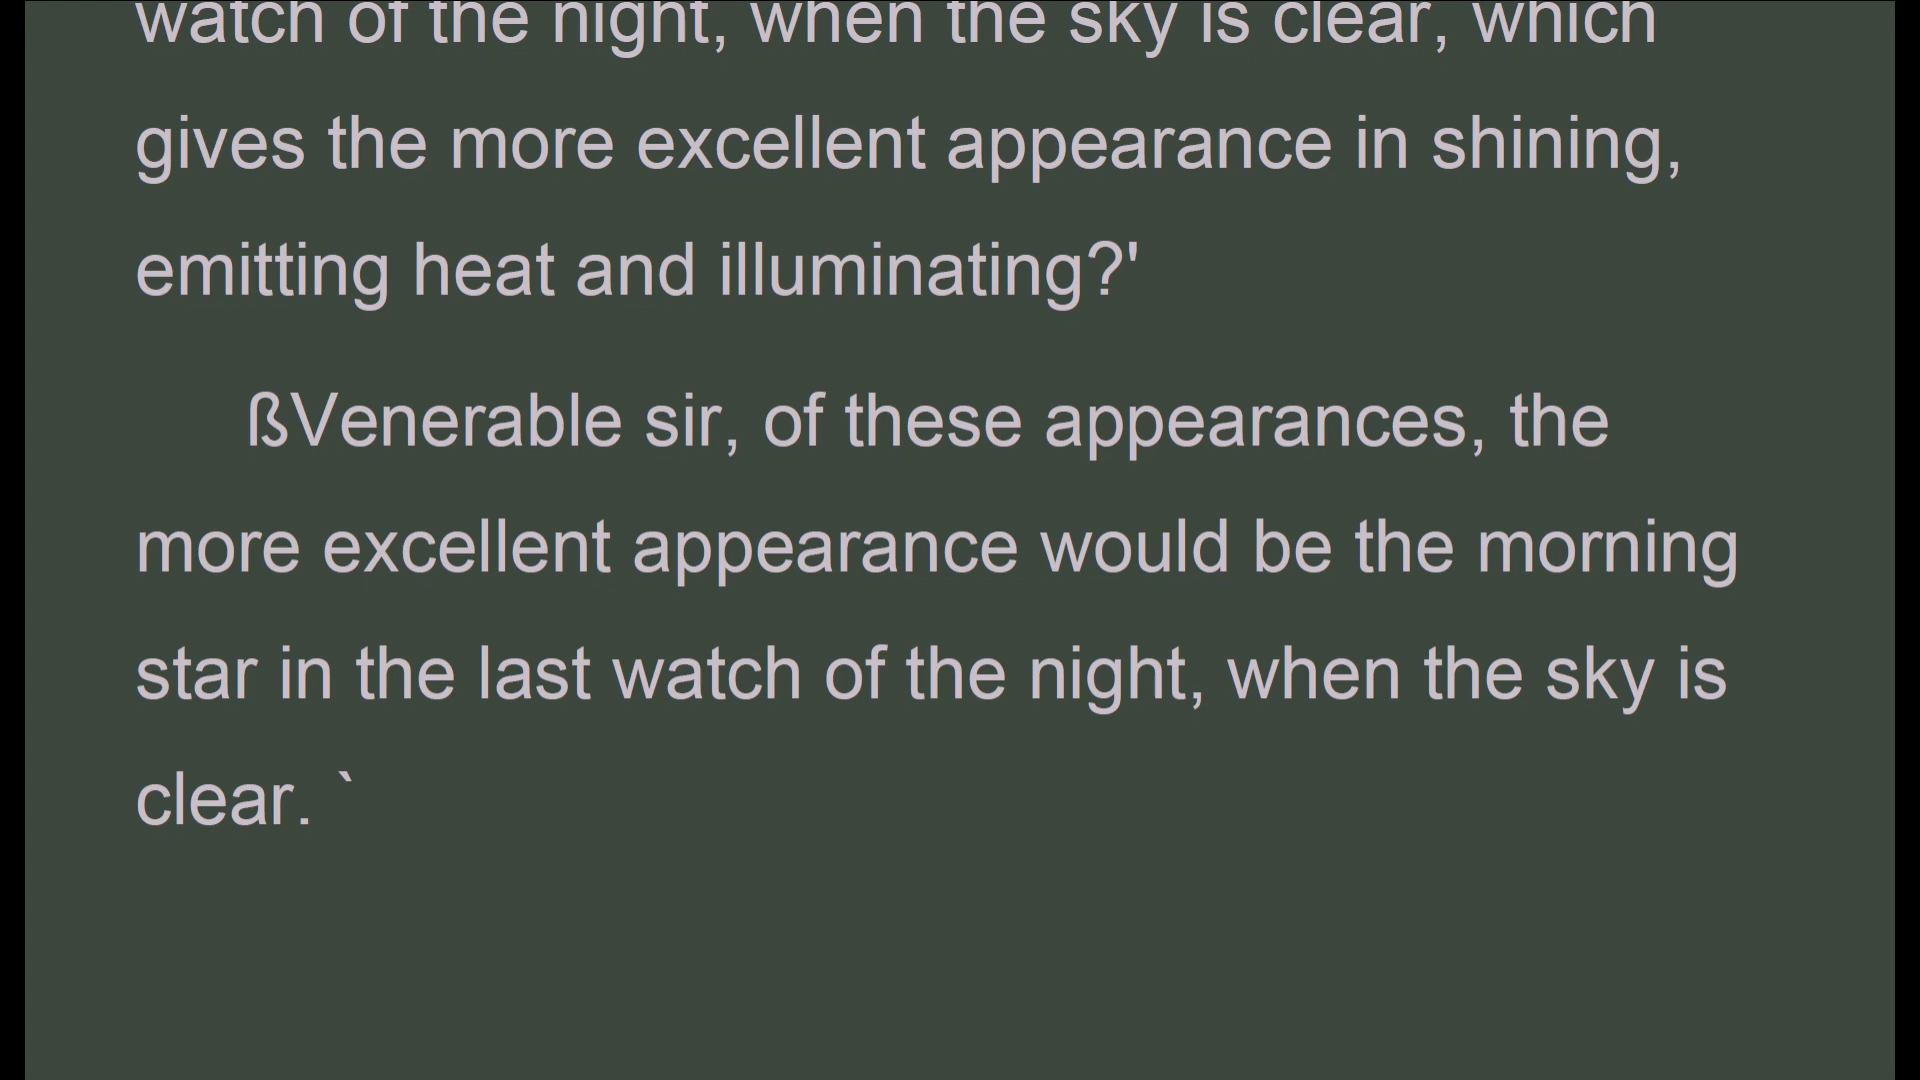 watch of the night, when the sky is clear, which
gives the more excellent appearance in shining,
emitting heat and illuminating?'
ßVenerable sir, of these appearances, the
more excellent appearance would be the morning
star in the last watch of the night, when the sky is
clear. `